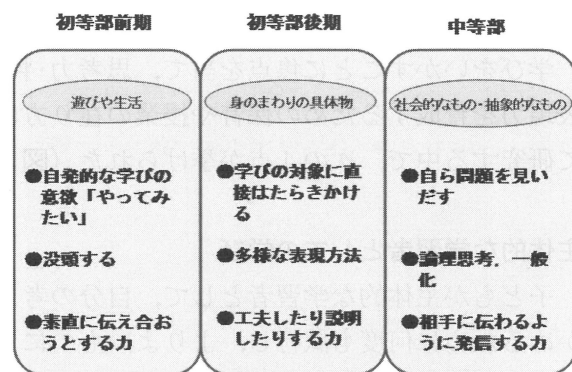 初等部前期
遊びや生活
●自発的な学びの
意欲「やってみ
たい」
●没頭する
●素直に伝え合お
うとする力
初等部後期
身のまわりの具体物
●学びの対象に直
接はたらきかけ
る
●多様な表現方法
●工夫したり説明
したりする力
中等部
社会的なもの・抽象的なもの
●自ら問題を見い
だす
●論理思考，一般
化
●相手に伝わるよ
うに発信する力